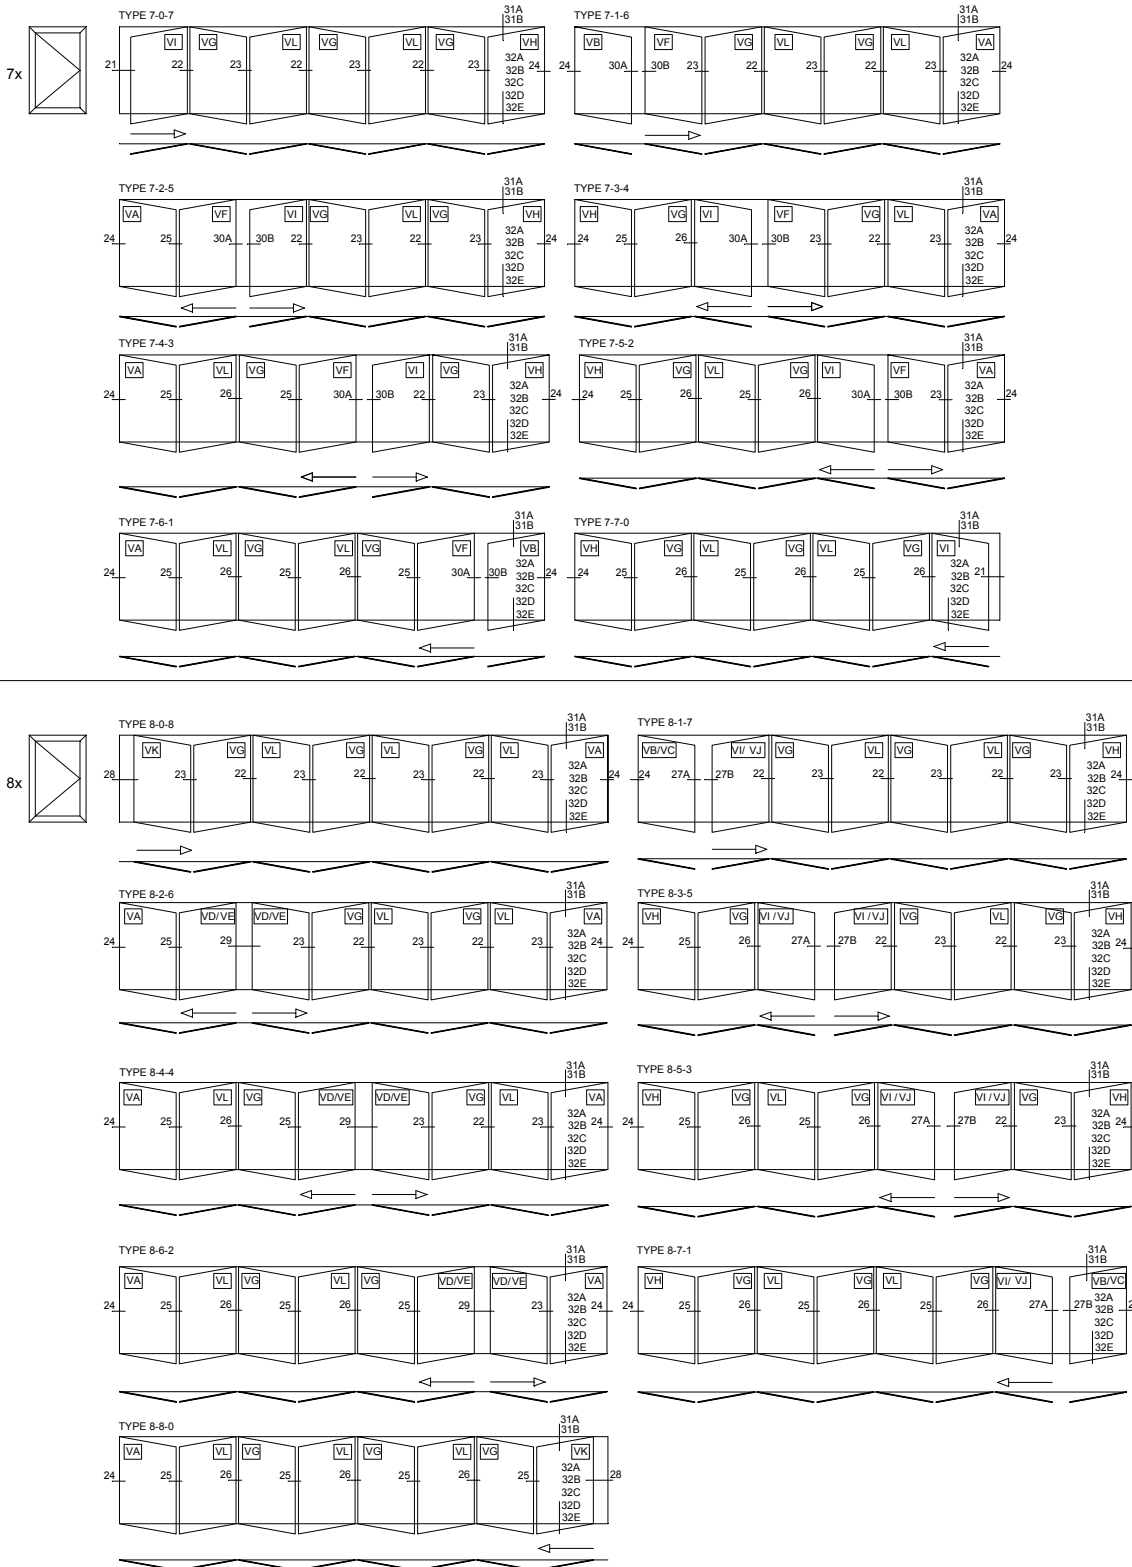 31A 31A
TYPE 7-0-7 31B TYPE 7-1-6 31B
VI VG VL VG VL VG VH VB VF VG VL VG VL VA
7x 21 22 23 22 23 22 23 32A 24 24 30A 30B 23 22 23 22 23 32A 24
32B 32B
32C 32C
32D 32D
32E 32E
31A 31A
TYPE 7-2-5 31B TYPE 7-3-4 31B
VA VF VI VG VL VG VH VH VG VI VF VG VL VA
32A 32A
24 25 30A 30B 22 23 22 23 32B 24 24 25 26 30A 30B 23 22 23 32B 24
32C 32C
32D 32D
32E 32E
31A 31A
TYPE 7-4-3 31B TYPE 7-5-2 31B
VA VL VG VF VI VG VH VH VG VL VG VI VF VA
32A 32A
24 25 26 25 30A 30B 22 23 32B 24 24 25 26 25 26 30A 30B 23 32B 24
32C 32C
32D 32D
32E 32E
31A 31A
TYPE 7-6-1 31B TYPE 7-7-0 31B
VA VL VG VL VG VF VB VH VG VL VG VL VG VI
32A 32A
24 25 26 25 26 25 30A 30B 32B 24 24 25 26 25 26 25 26 32B 21
32C 32C
32D 32D
32E 32E
31A 31A
TYPE 8-0-8 31B TYPE 8-1-7 31B
VK VG VL VG VL VG VL VA VB/VC VI/ VJ VG VL VG VL VG VH
32A 32A
8x 28 23 22 23 22 23 22 23 32B 24 24 27A 27B 22 23 22 23 22 23 32B 24
32C 32C
32D 32D
32E 32E
31A 31A
TYPE 8-2-6 31B TYPE 8-3-5 31B
VA VD/VE VD/VE VG VL VG VL VA VH VG VI / VJ VI / VJ VG VL VG VH
32A 32A
24 25 29 23 22 23 22 23 32B 24 24 25 26 27A 27B 22 23 22 23 32B 24
32C 32C
32D 32D
32E 32E
31A 31A
TYPE 8-4-4 31B TYPE 8-5-3 31B
VA VL VG VD/VE VD/VE VG VL VA VH VG VL VG VI / VJ VI / VJ VG VH
32A 32A
24 25 26 25 29 23 22 23 32B 24 24 25 26 25 26 27A 27B 22 23 32B 24
32C 32C
32D 32D
32E 32E
31A 31A
TYPE 8-6-2 31B TYPE 8-7-1 31B
VA VL VG VL VG VD/VE VD/VE VA VH VG VL VG VL VG VI/ VJ VB/VC
32A 32A
24 25 26 25 26 25 29 23 32B 24 24 25 26 25 26 25 26 27A 27B 32B
32C 32C
32D 32D
32E 32E
31A
TYPE 8-8-0 31B
VA VL VG VL VG VL VG VK
32A
24 25 26 25 26 25 26 25 32B 28
32C
32D
32E